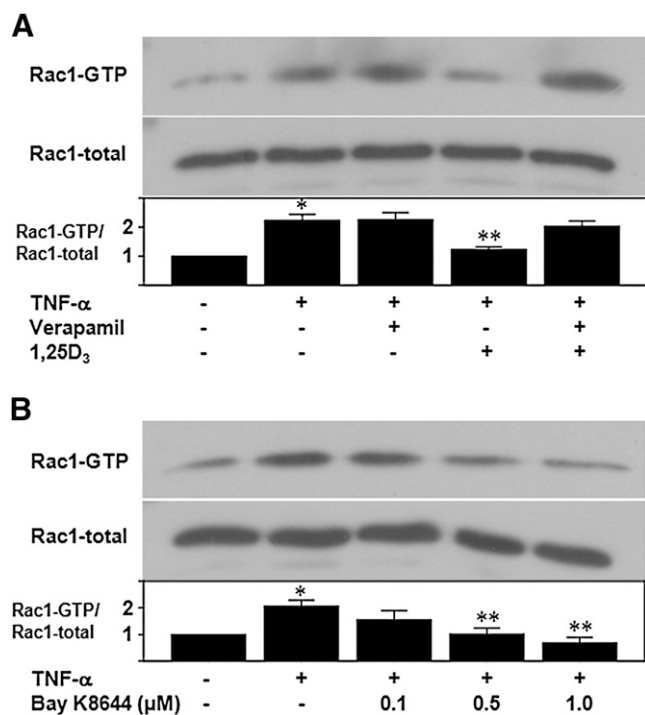 A
Rac1-GTP
Rac1-total
Rac1-GTP/
Rac1-total
2
1
*
**
TNF-α - + + + +
Verapamil - - + - +
1,25D₃ - - - + +
B
Rac1-GTP
Rac1-total
Rac1-GTP/
Rac1-total
2
1
*
**
**
TNF-α - + + + +
Bay K8644 (µM) - - 0.1 0.5 1.0